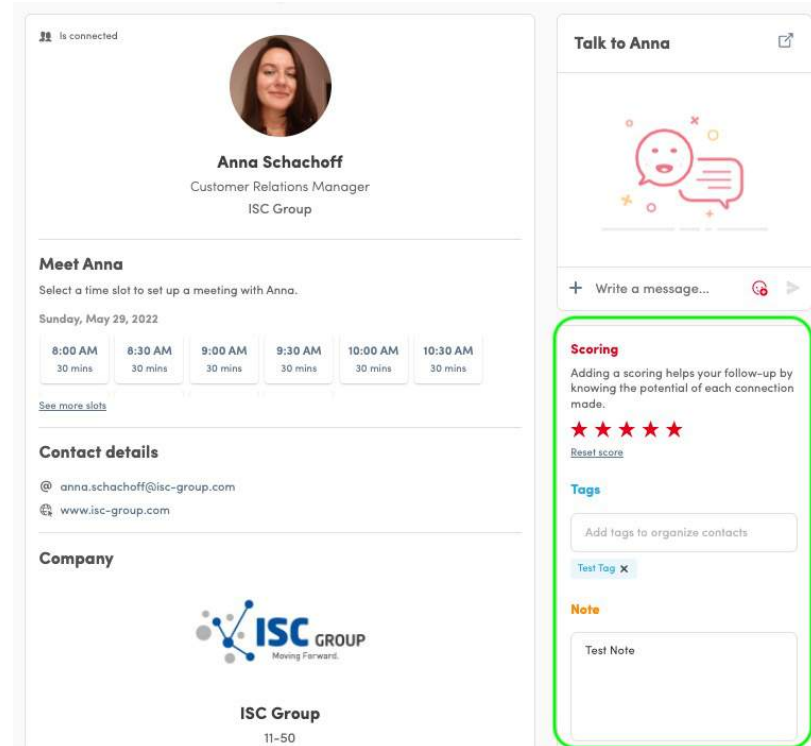 Is connected
Anna Schachoff
Customer Relations Manager
ISC Group
Meet Anna
Select a time slot to set up a meeting with Anna.
Sunday, May 29, 2022
8:00 AM 8:30 AM 9:00 AM 9:30 AM 10:00 AM 10:30 AM
30 mins 30 mins 30 mins 30 mins 30 mins 30 mins
See more slots
Contact details
@ anna.schachoff@isc-group.com
www.isc-group.com
Company
ISC GROUP
Moving Forward.
ISC Group
11-50
Talk to Anna
+ Write a message...
Scoring
Adding a scoring helps your follow-up by
knowing the potential of each connection
made.
Reset score
Tags
Add tags to organize contacts
Test Tag x
Note
Test Note